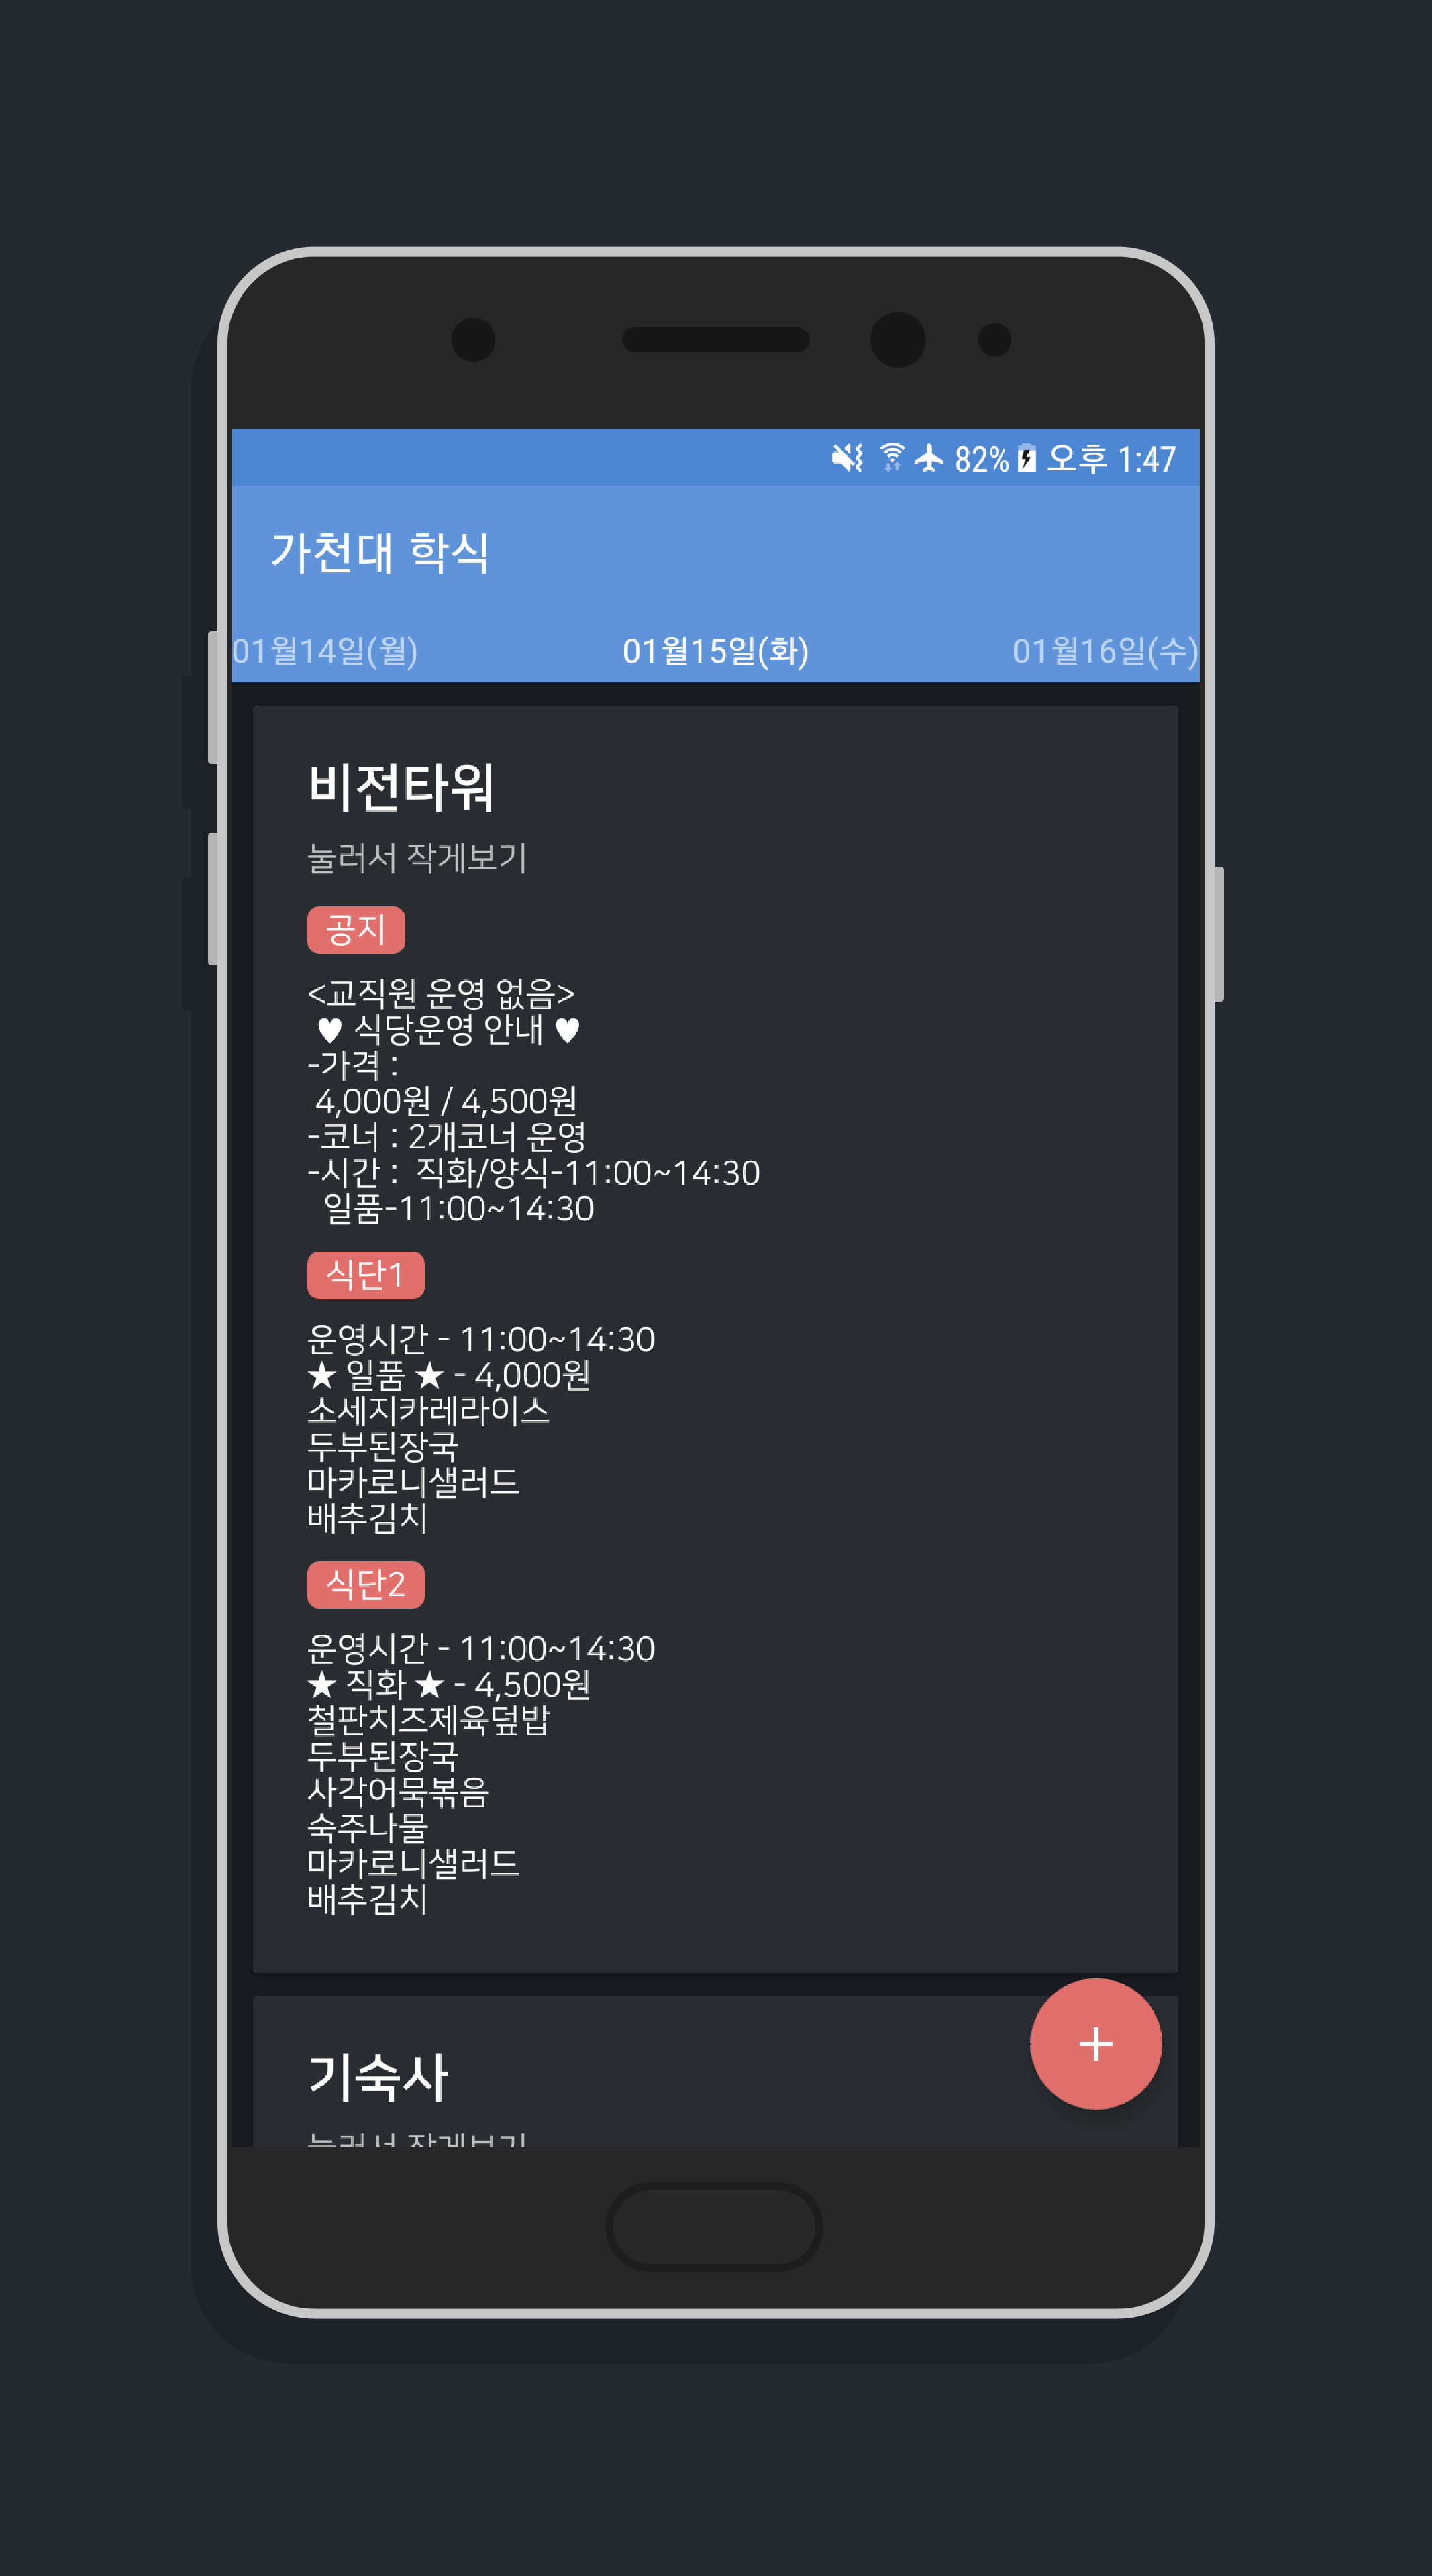 82% 오후 1:47
가천대 학식
01월14일(월) 01월15일(화) 01월16일(수)
비전타워
눌러서 작게보기
공지
<교직원 운영 없음>
♥ 식당운영 안내 ♥
-가격 :
4,000원 / 4,500원
-코너 : 2개코너 운영
-시간 : 직화/양식-11:00~14:30
일품-11:00~14:30
식단1
운영시간 - 11:00~14:30
★ 일품 ★ - 4,000원
소세지카레라이스
두부된장국
마카로니샐러드
배추김치
식단2
운영시간 - 11:00~14:30
★ 직화 ★ - 4,500원
철판치즈제육덮밥
두부된장국
사각어묵볶음
숙주나물
마카로니샐러드
배추김치
기숙사
눌러서 작게보기